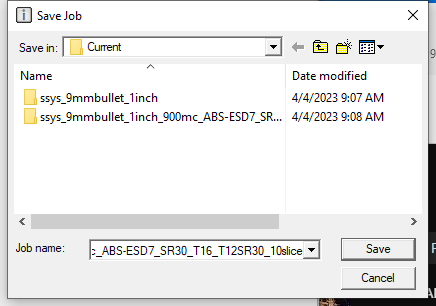 Save Job
Save in: Current
Name Date modified
ssys_9mmbullet_1inch 4/4/2023 9:07 AM
ssys_9mmbullet_1inch_900mc_ABS-ESD7_SR... 4/4/2023 9:08 AM
Job name: c_ABS-ESD7_SR30_T16_T12SR30_10slice Save
Cancel